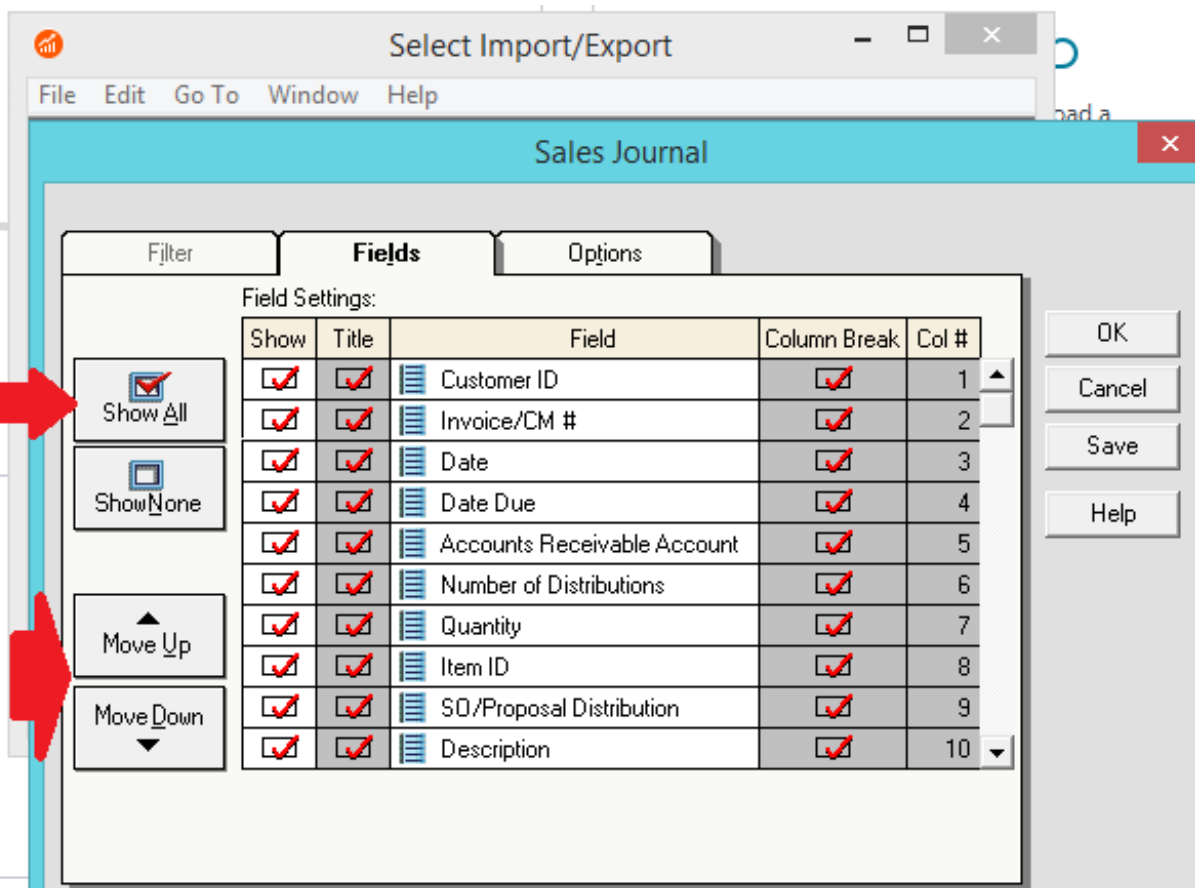 Select Import/Export
File Edit Go To Window Help
oad a
Sales Journal
Filter Fields Options
Field Settings:
Show Title Field Column Break Col #
Customer ID 1
Invoice/CM # 2
Date 3
Date Due 4
Accounts Receivable Account 5
Number of Distributions 6
Quantity 7
Item ID 8
SO/Proposal Distribution 9
Description 10
Show All
ShowNone
Move Up
Move Down
OK
Cancel
Save
Help